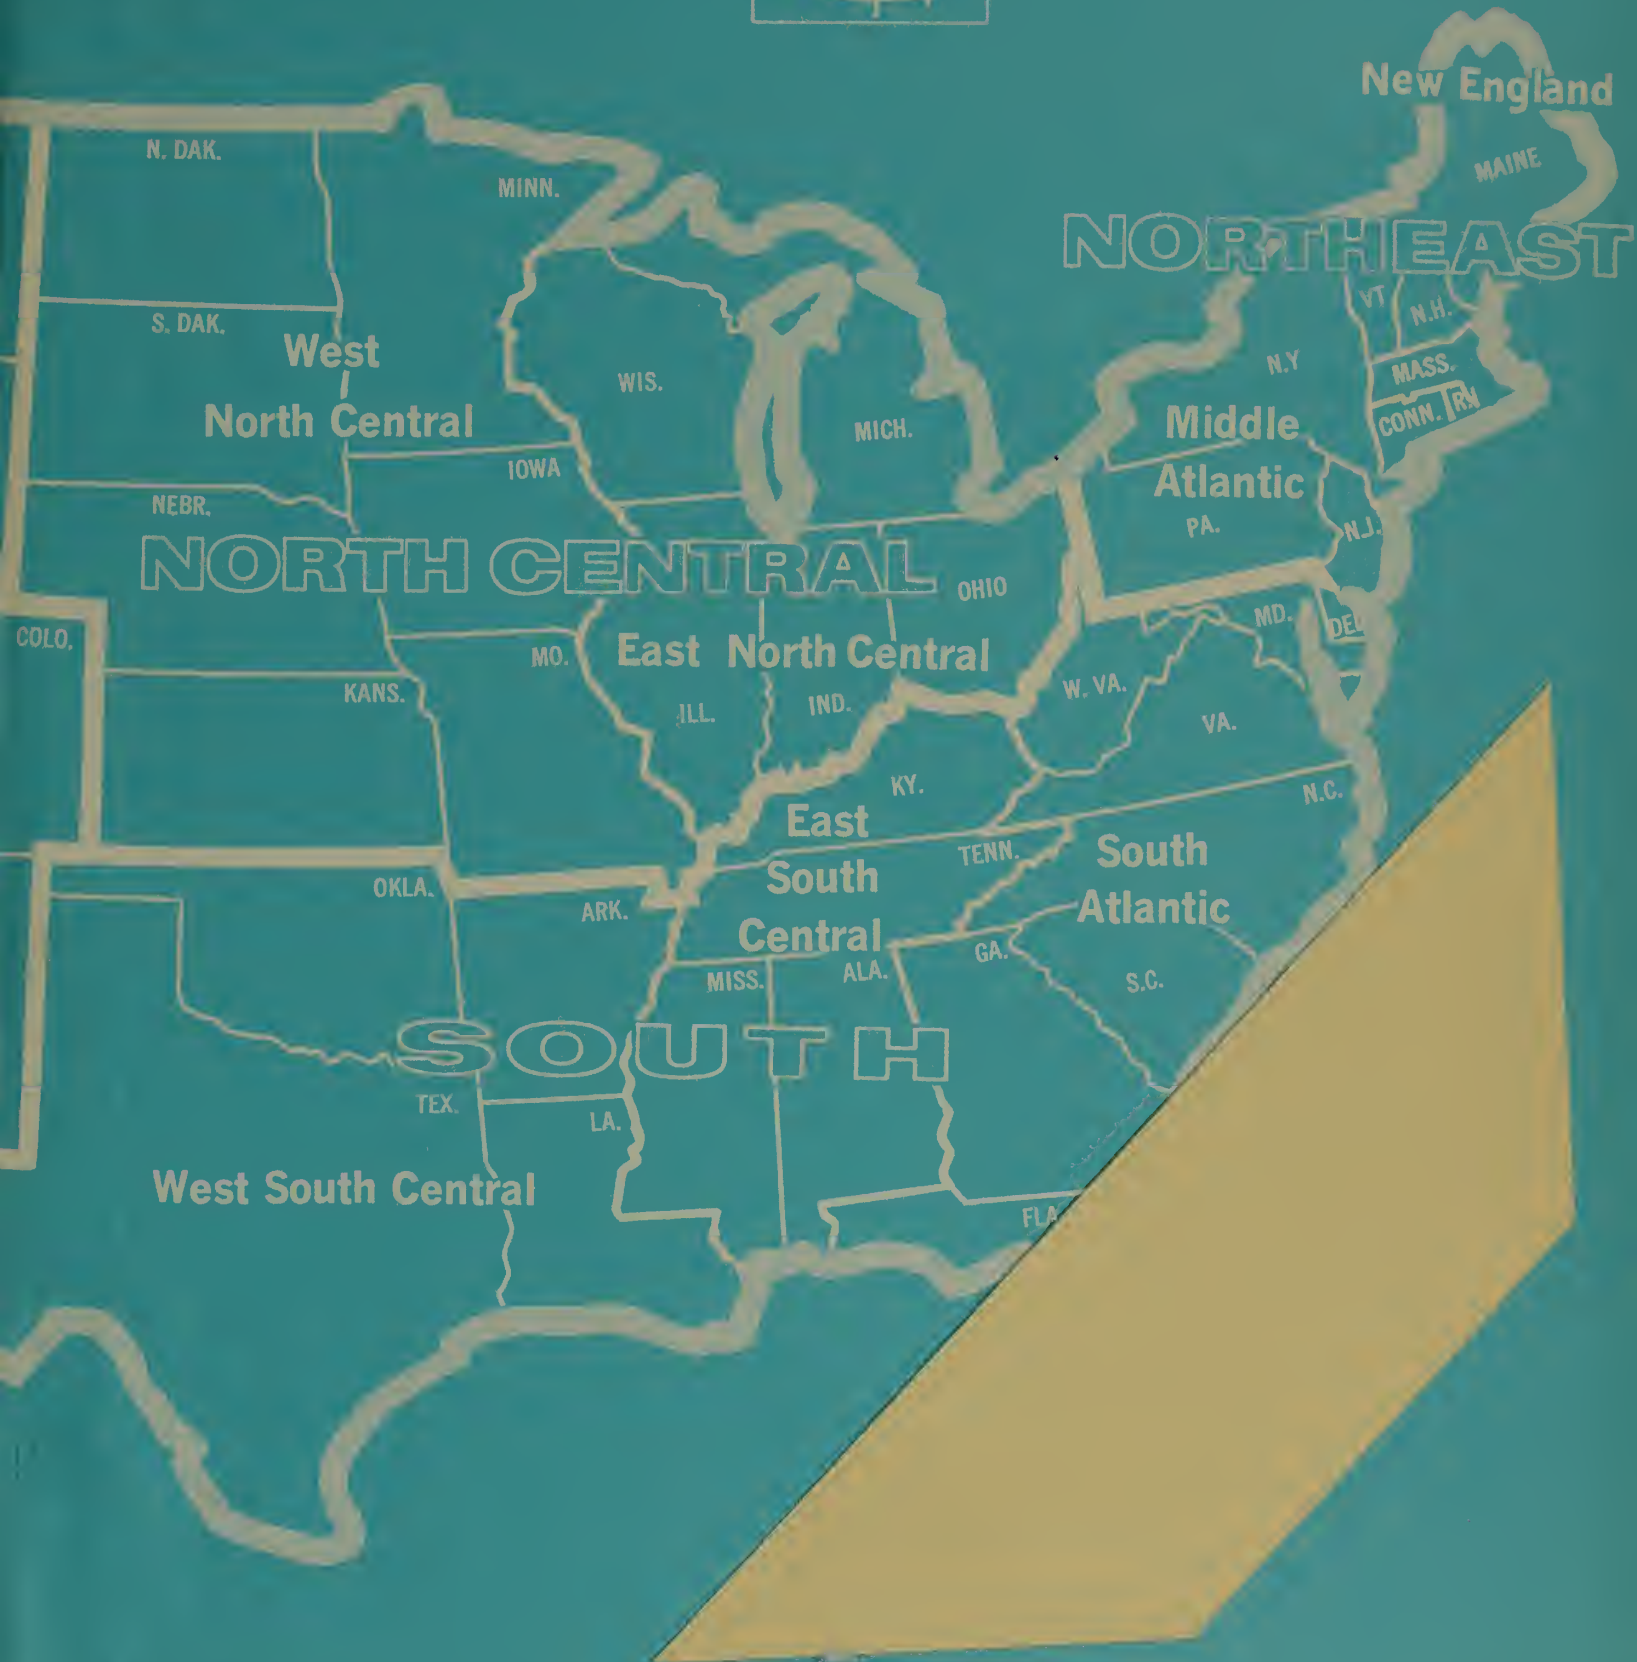 New England
MAINE
N. DAK.
MINN.
NORTHEAST
VT
N.H.
S. DAK.
West
North Central
WIS.
N.Y
MASS.
CONN.
R.I.
MICH.
Middle
Atlantic
IOWA
NEBR.
PA.
N.J.
NORTH CENTRAL
OHIO
MD.
DEL
COLO.
MO.
East North Central
KANS.
ILL.
IND.
W. VA.
VA.
KY.
N.C.
East
South
Central
TENN.
South
Atlantic
OKLA.
ARK.
GA.
MISS.
ALA.
S.C.
SOUTH
TEX.
LA.
West South Central
FLA